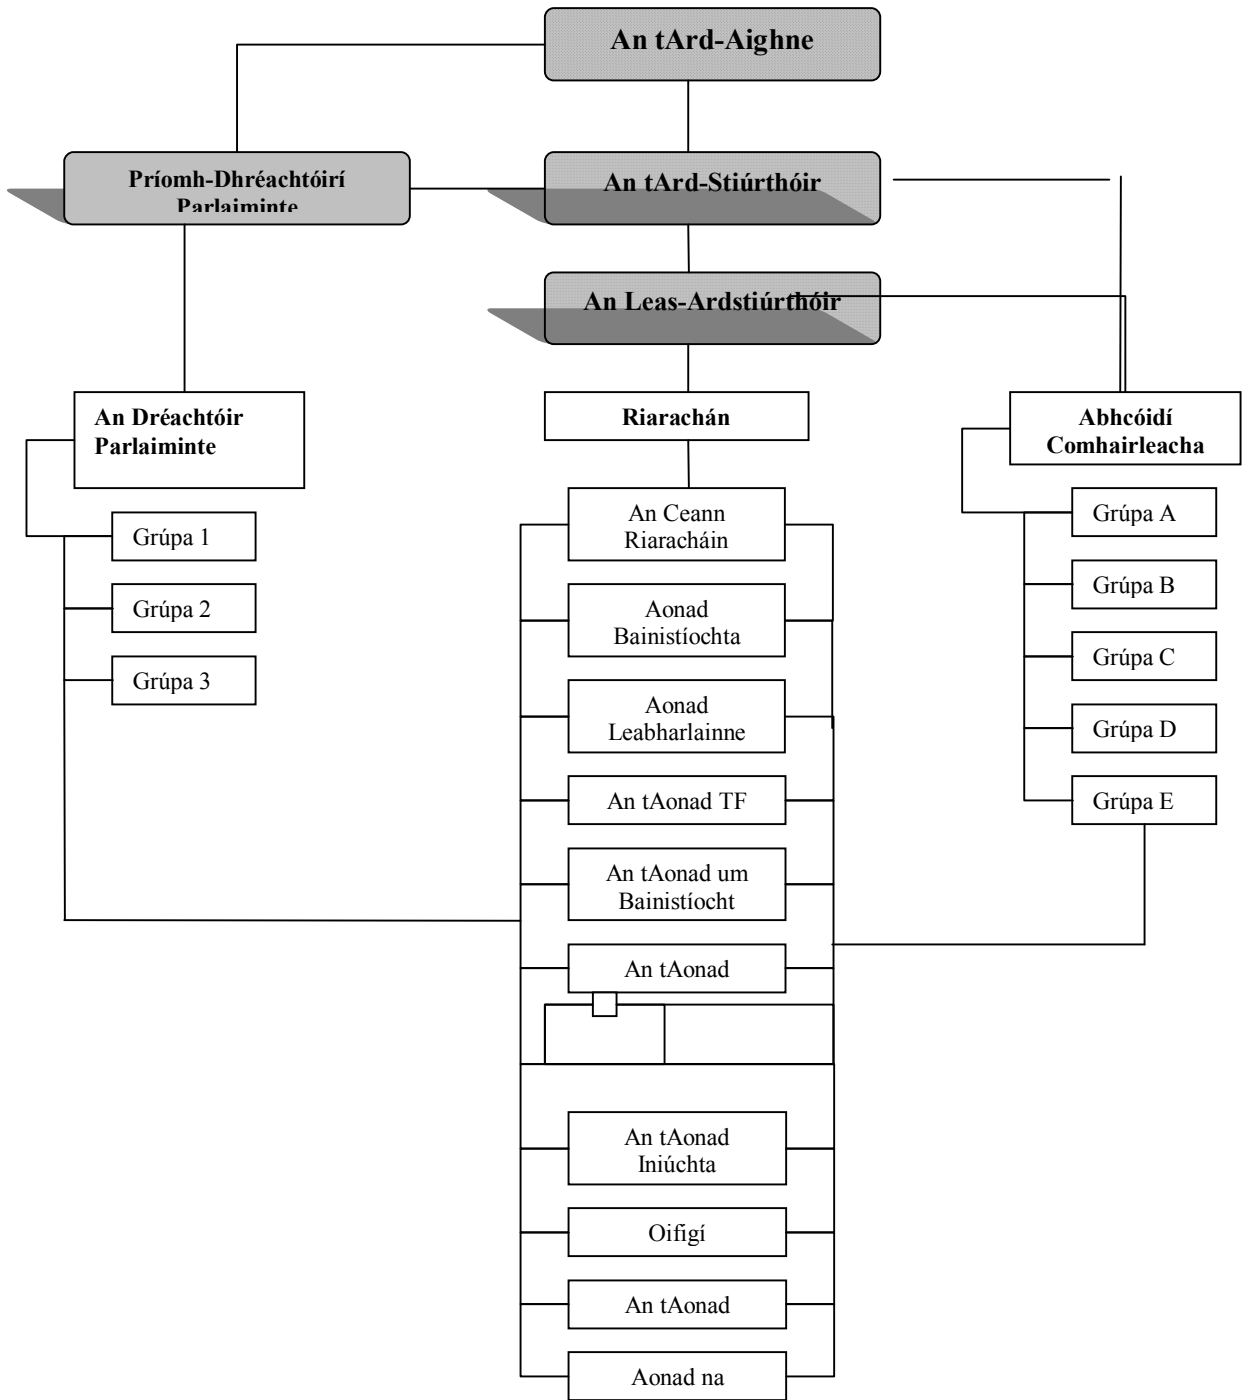 An tArd-Aighne
Príomh-Dhréachtóirí
Parlaiminte
An tArd-Stiúrthóir
An Leas-Ardstiúrthóir
An Dréachtóir
Parlaiminte
Grúpa 1
Grúpa 2
Grúpa 3
Riarachán
An Ceann
Riaracháin
Aonad
Bainistíochta
Aonad
Leabharlainne
An tAonad TF
An tAonad um
Bainistíocht
An tAonad
An tAonad
Iniúchta
Oifigí
An tAonad
Aonad na
Abhcóidí
Comhairleacha
Grúpa A
Grúpa B
Grúpa C
Grúpa D
Grúpa E